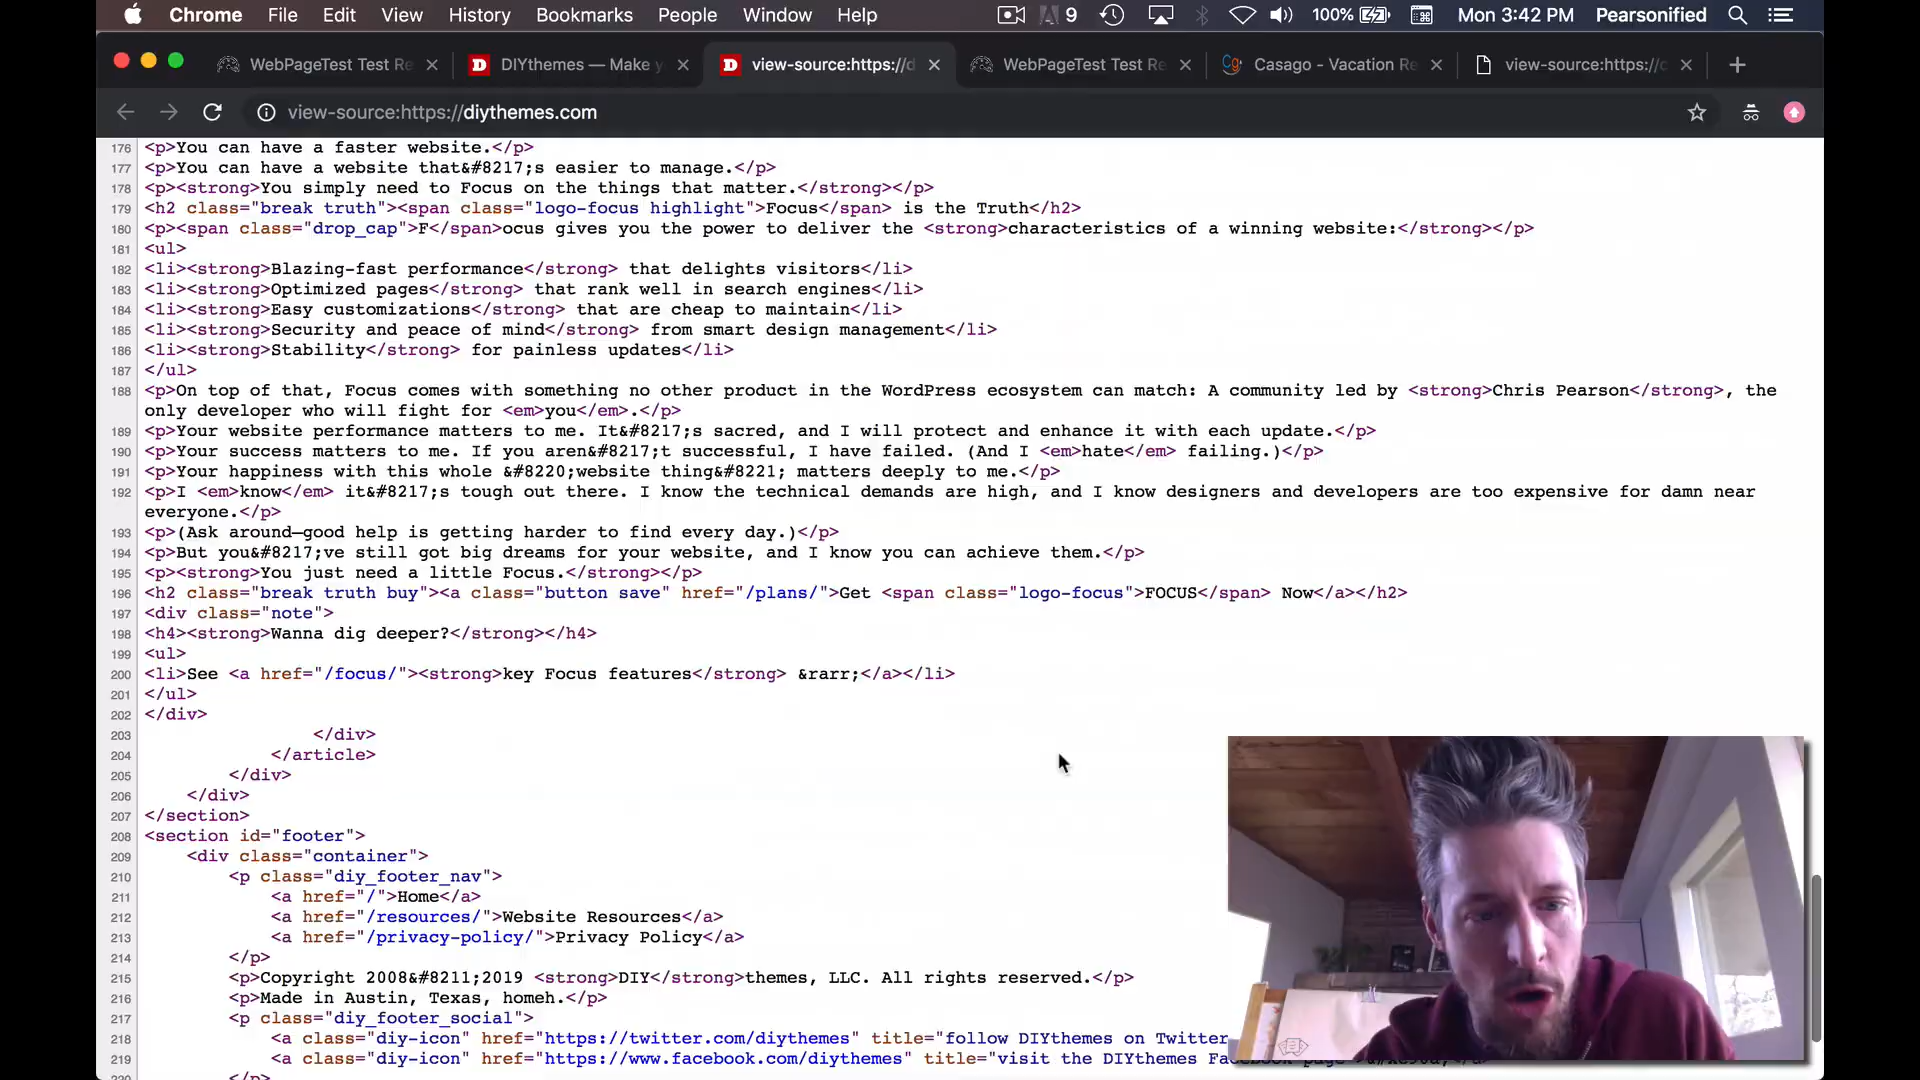 Chrome File Edit View History Bookmarks People Window Help 9 100% Mon 3:42 PM Pearsonified
WebPageTest Test Re DIYthemes — Make y view-source:https://d WebPageTest Test Re Casago - Vacation Re view-source:https://c
view-source:https://diythemes.com
176 <p>You can have a faster website.</p>
177 <p>You can have a website that&#8217;s easier to manage.</p>
178 <p><strong>You simply need to Focus on the things that matter.</strong></p>
179 <h2 class="break truth"><span class="logo-focus highlight">Focus</span> is the Truth</h2>
180 <p><span class="drop_cap">F</span>ocus gives you the power to deliver the <strong>characteristics of a winning website:</strong></p>
181 <ul>
182 <li><strong>Blazing-fast performance</strong> that delights visitors</li>
183 <li><strong>Optimized pages</strong> that rank well in search engines</li>
184 <li><strong>Easy customizations</strong> that are cheap to maintain</li>
185 <li><strong>Security and peace of mind</strong> from smart design management</li>
186 <li><strong>Stability</strong> for painless updates</li>
187 </ul>
188 <p>On top of that, Focus comes with something no other product in the WordPress ecosystem can match: A community led by <strong>Chris Pearson</strong>, the
only developer who will fight for <em>you</em>.</p>
189 <p>Your website performance matters to me. It&#8217;s sacred, and I will protect and enhance it with each update.</p>
190 <p>Your success matters to me. If you aren&#8217;t successful, I have failed. (And I <em>hate</em> failing.)</p>
191 <p>Your happiness with this whole &#8220;website thing&#8221; matters deeply to me.</p>
192 <p>I <em>know</em> it&#8217;s tough out there. I know the technical demands are high, and I know designers and developers are too expensive for damn near
everyone.</p>
193 <p>(Ask around—good help is getting harder to find every day.)</p>
194 <p>But you&#8217;ve still got big dreams for your website, and I know you can achieve them.</p>
195 <p><strong>You just need a little Focus.</strong></p>
196 <h2 class="break truth buy"><a class="button save" href="/plans/">Get <span class="logo-focus">FOCUS</span> Now</a></h2>
197 <div class="note">
198 <h4><strong>Wanna dig deeper?</strong></h4>
199 <ul>
200 <li>See <a href="/focus/"><strong>key Focus features</strong> &rarr;</a></li>
201 </ul>
202 </div>
203 </div>
204 </article>
205 </div>
206 </div>
207 </section>
208 <section id="footer">
209 <div class="container">
210 <p class="diy_footer_nav">
211 <a href="/">Home</a>
212 <a href="/resources/">Website Resources</a>
213 <a href="/privacy-policy/">Privacy Policy</a>
214 </p>
215 <p>Copyright 2008&#8211;2019 <strong>DIY</strong>themes, LLC. All rights reserved.</p>
216 <p>Made in Austin, Texas, homeh.</p>
217 <p class="diy_footer_social">
218 <a class="diy-icon" href="https://twitter.com/diythemes" title="follow DIYthemes on Twitter
219 <a class="diy-icon" href="https://www.facebook.com/diythemes" title="visit the DIYthemes